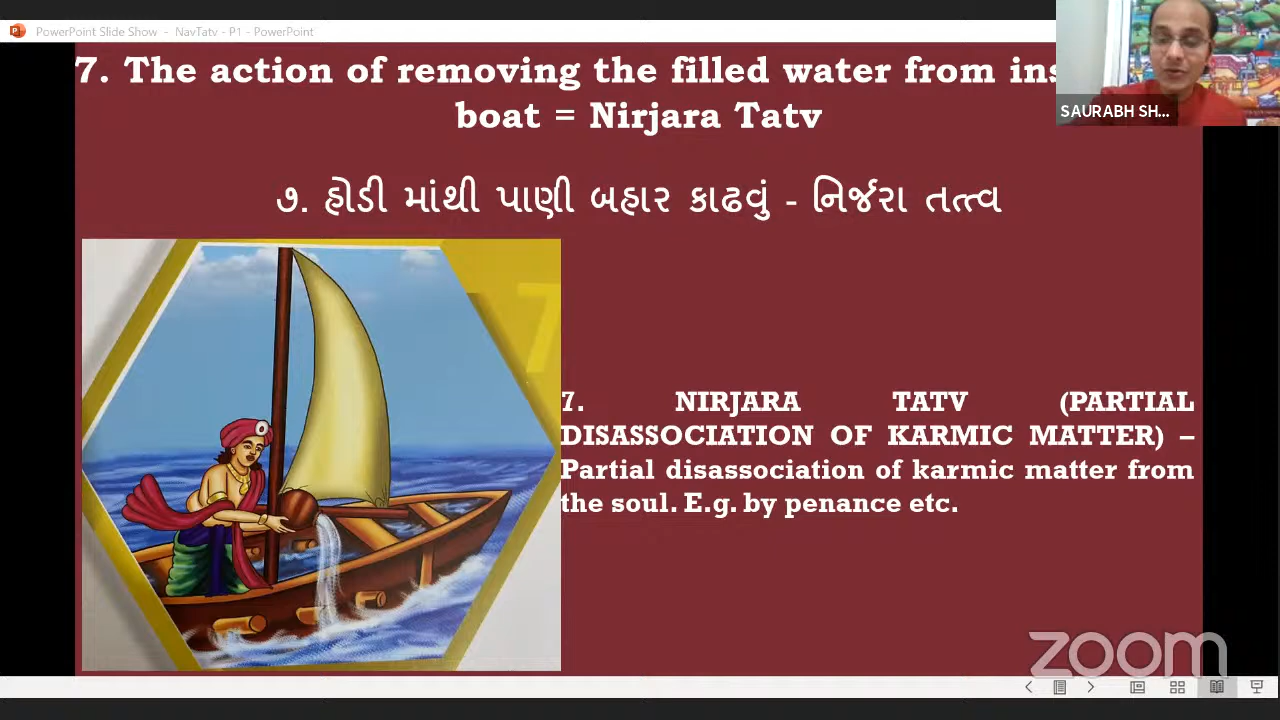 PowerPoint Slide Show - NavTatv - P1 - PowerPoint
7. The action of removing the filled water from
boat = Nirjara Tatv
SAURABH SH...
૭. હોડી માંથી પાણી બહાર કાઢવું - નિર્જરા તત્ત્વ
7
7. NIRJARA TATV (PARTIAL
DISASSOCIATION OF KARMIC MATTER) –
Partial disassociation of karmic matter from
the soul. E.g. by penance etc.
zoom